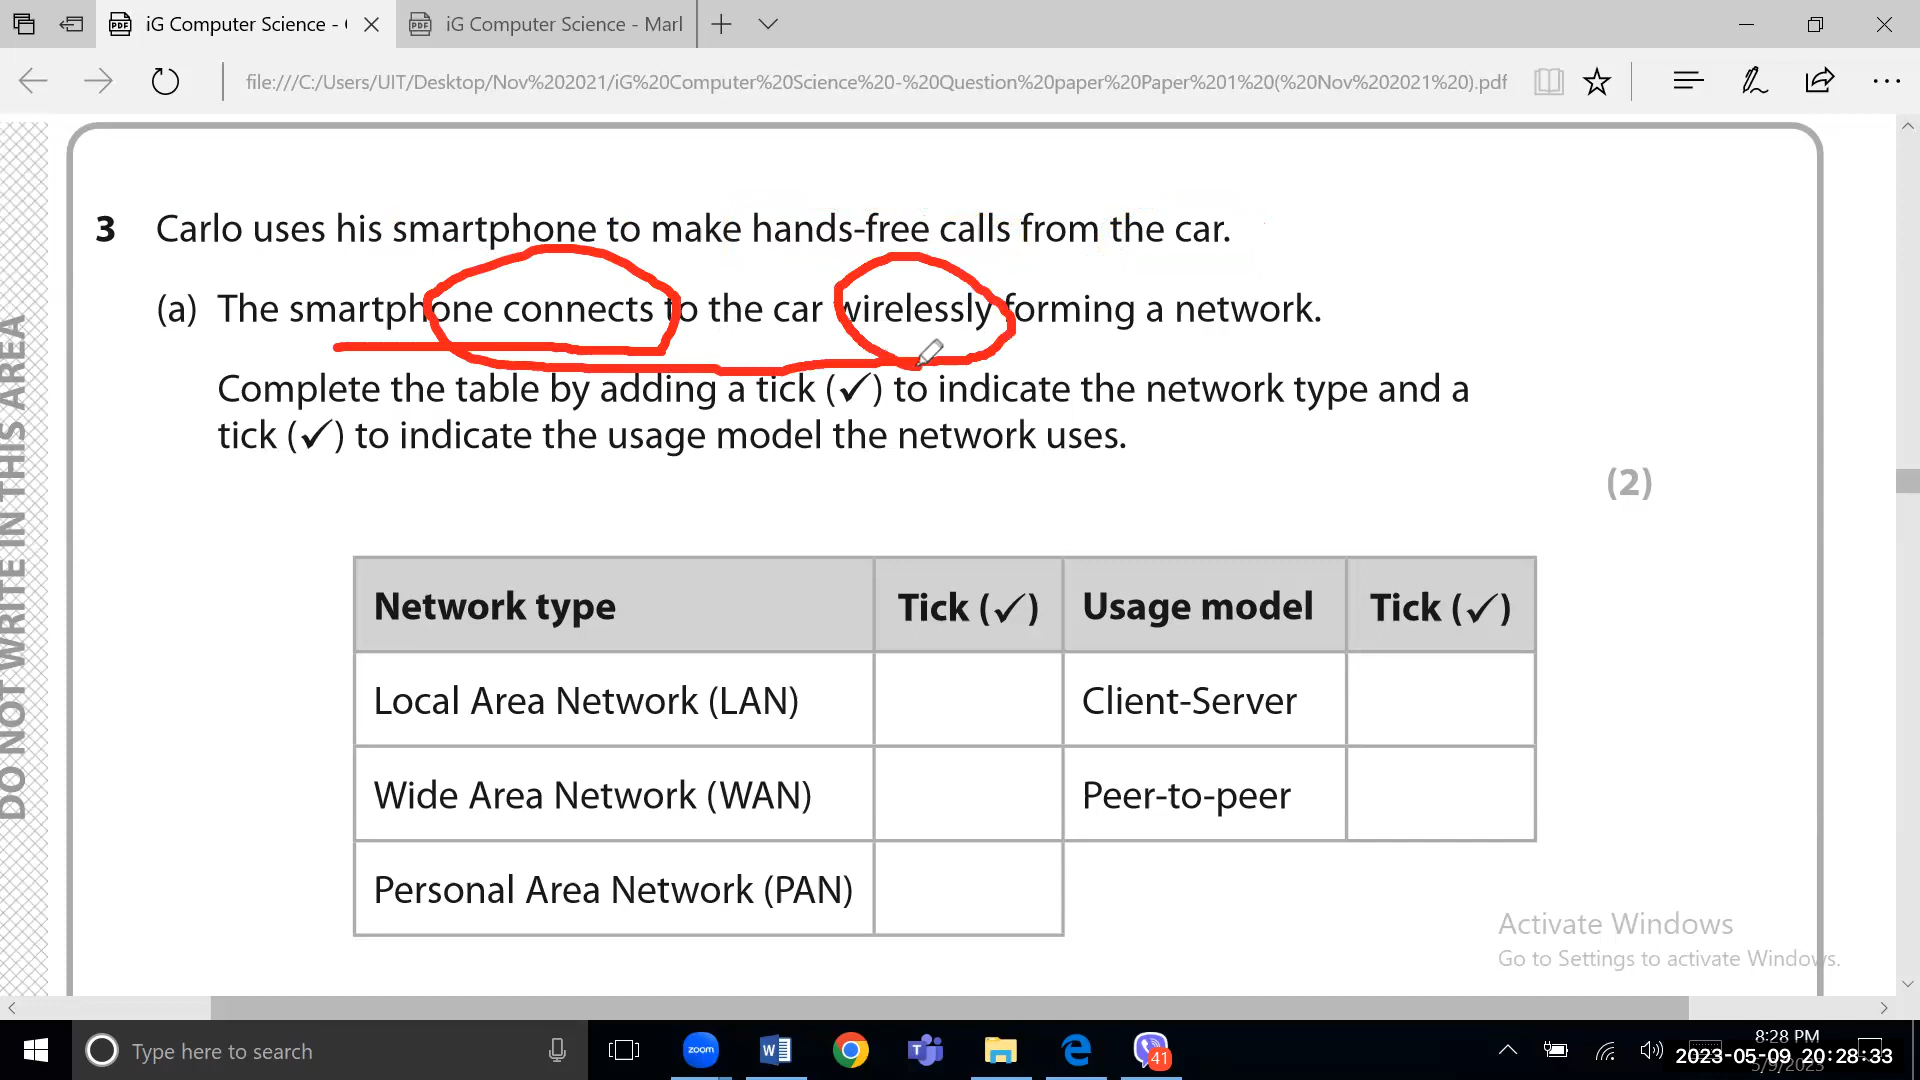 iG Computer Science - (
iG Computer Science - Marl
file:///C:/Users/UIT/Desktop/Nov%202021/iG%20Computer%20Science%20-%20Question%20paper%20Paper%201%20(%20Nov%202021%20).pdf
DO NOT WRITE IN THIS AREA
3 Carlo uses his smartphone to make hands-free calls from the car.
(a) The smartphone connects to the car wirelessly forming a network.
Complete the table by adding a tick (✓) to indicate the network type and a
tick (✓) to indicate the usage model the network uses.
(2)
Network type Tick (✓) Usage model Tick (✓)
Local Area Network (LAN) Client-Server
Wide Area Network (WAN) Peer-to-peer
Personal Area Network (PAN)
Activate Windows
Go to Settings to activate Windows.
Type here to search
zoom
41
8:28 PM
2023-05-09 20:28:33
5/9/2023